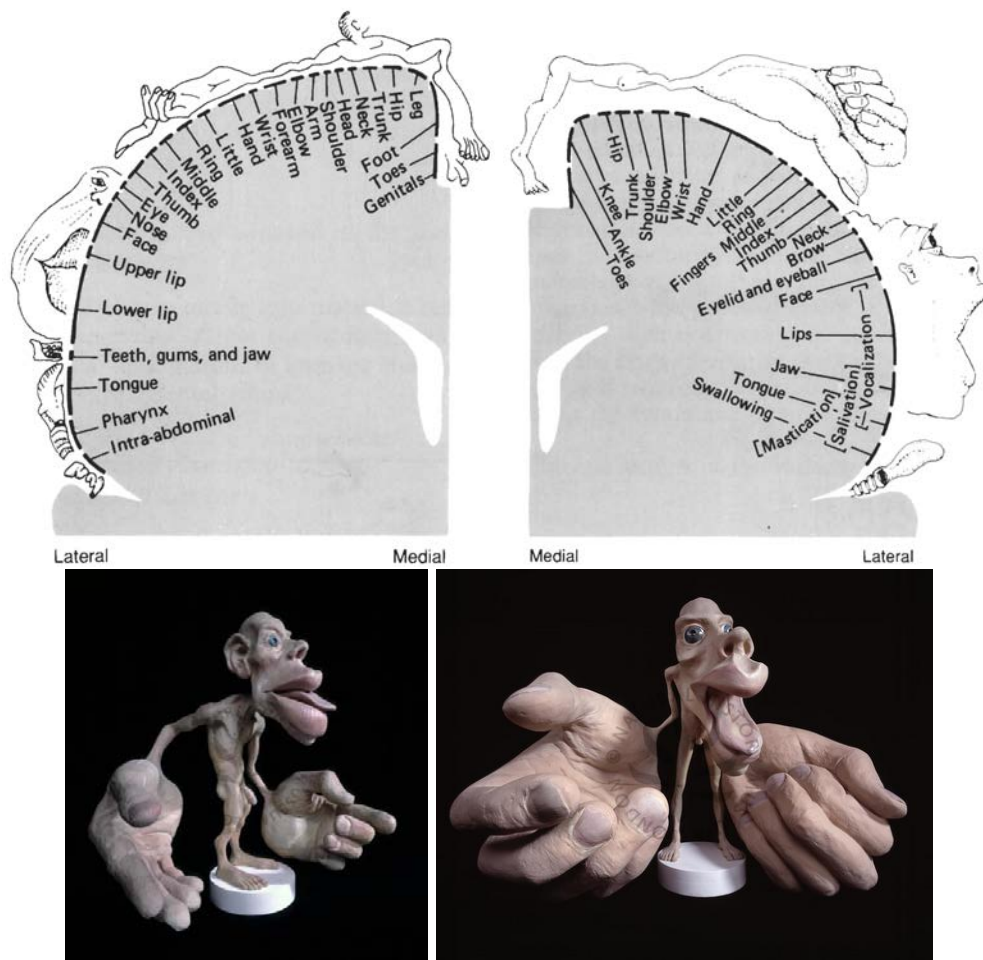 Leg
Hip
Trunk
Neck
Head
Shoulder
Arm
Elbow
Forearm
Wrist
Hand
Little
Ring
Middle
Index
Thumb
Eye
Nose
Face
Upper lip
Lower lip
Teeth, gums, and jaw
Tongue
Pharynx
Intra-abdominal
Foot
Toes
Genitals
Lateral
Medial
Hip
Trunk
Shoulder
Elbow
Wrist
Hand
Little
Ring
Middle
Index
Thumb
Fingers
Neck
Brow
Eyelid and eyeball
Face
Lips
Jaw
Tongue
Swallowing
[Mastication]
[Salivation]
[Vocalization]
Knee
Ankle
Toes
Medial
Lateral